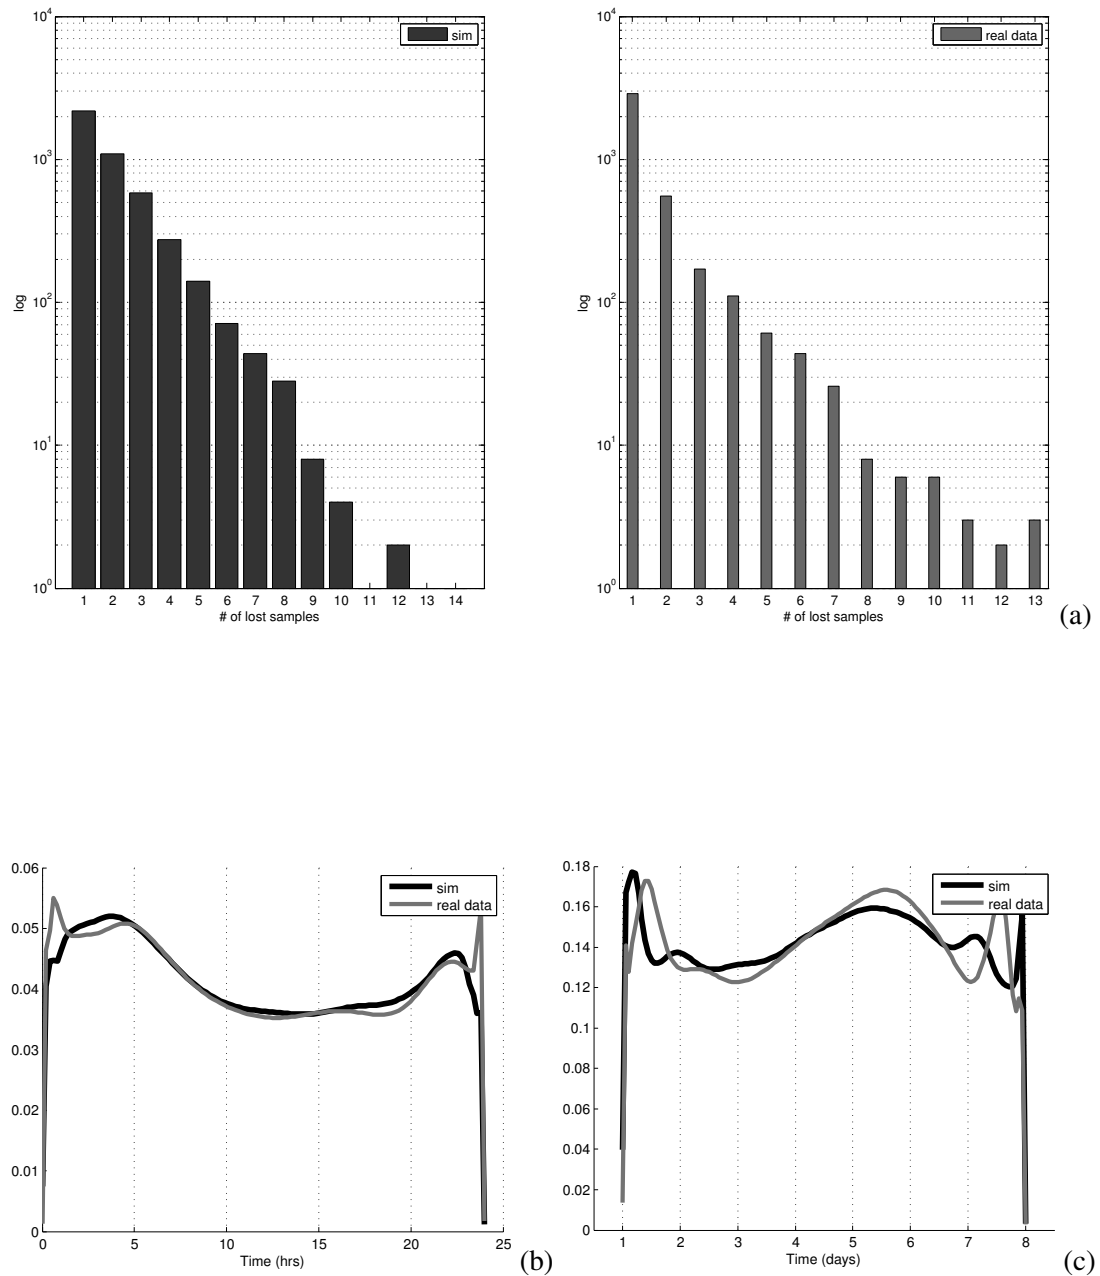 10^4
10^3
10^2
10^1
10^0
log
sim
1 2 3 4 5 6 7 8 9 10 11 12 13 14
# of lost samples
10^4
10^3
10^2
10^1
10^0
log
real data
1 2 3 4 5 6 7 8 9 10 11 12 13
# of lost samples
(a)
0.06
0.05
0.04
0.03
0.02
0.01
0
sim
real data
0 5 10 15 20 25
Time (hrs)
(b)
0.18
0.16
0.14
0.12
0.1
0.08
0.06
0.04
0.02
0
sim
real data
1 2 3 4 5 6 7 8
Time (days)
(c)